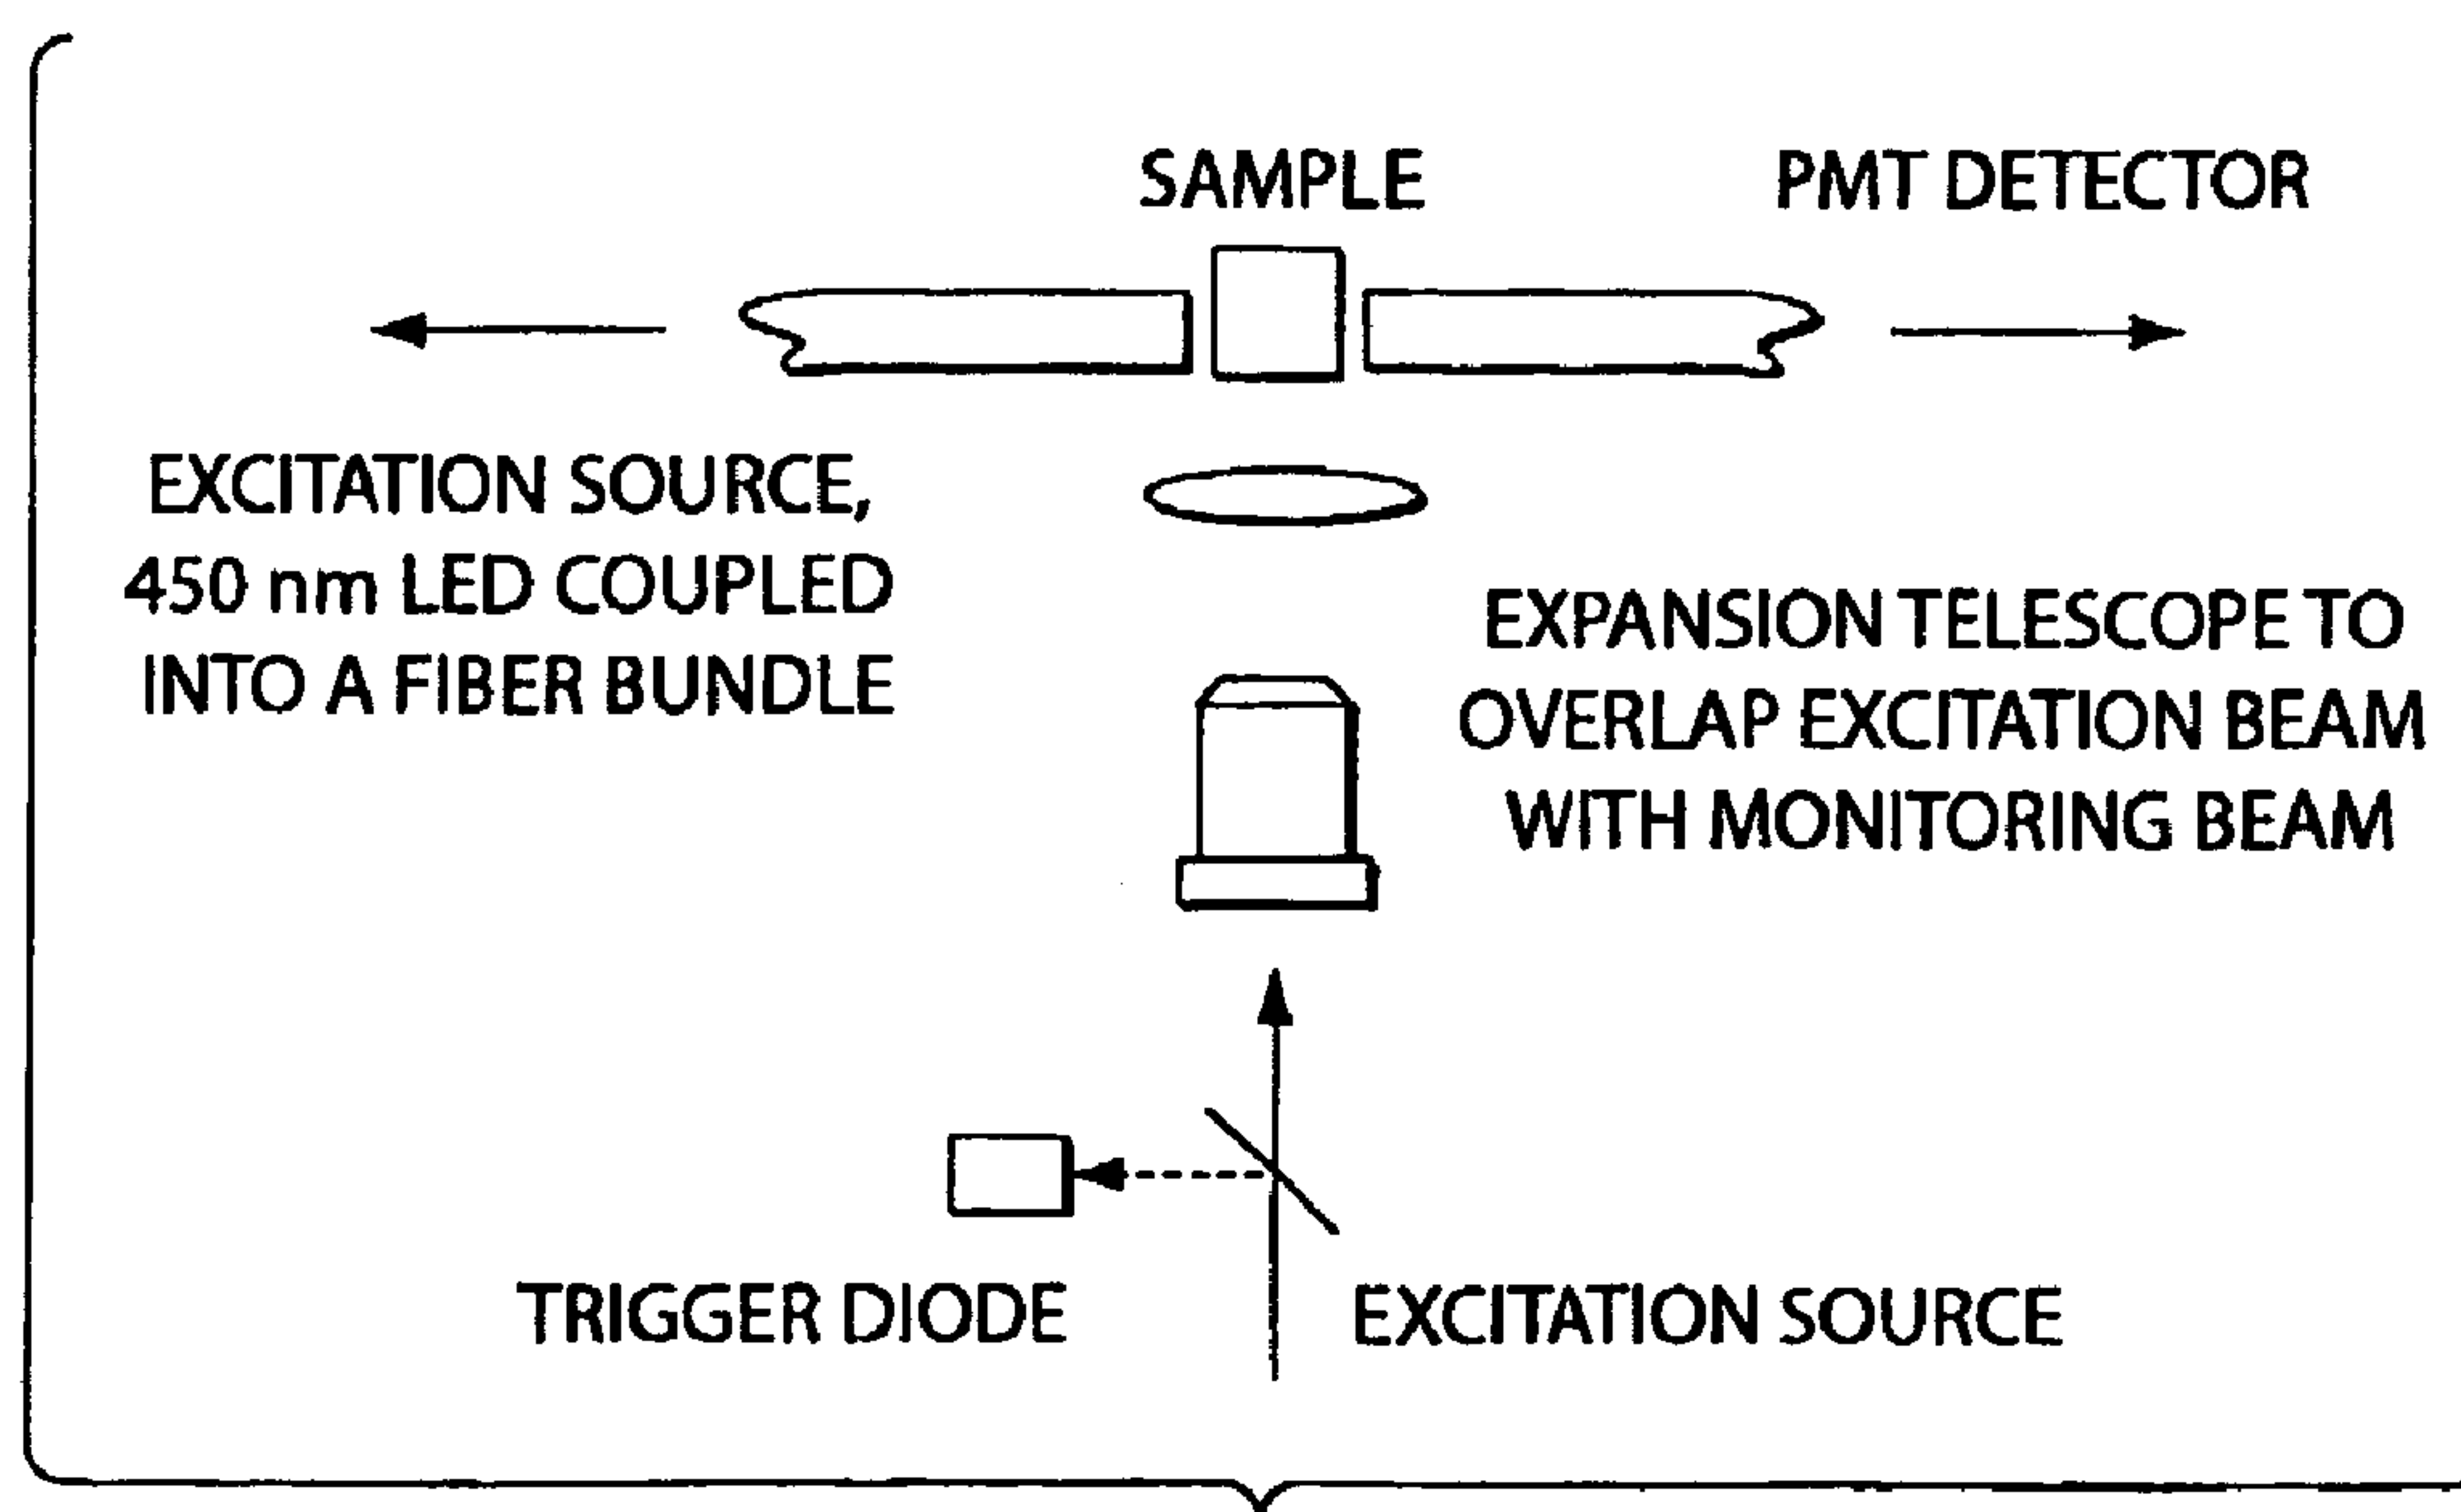 SAMPLE
PMT DETECTOR
EXCITATION SOURCE,
450 nm LED COUPLED
INTO A FIBER BUNDLE
EXPANSION TELESCOPE TO
OVERLAP EXCITATION BEAM
WITH MONITORING BEAM
TRIGGER DIODE
EXCITATION SOURCE